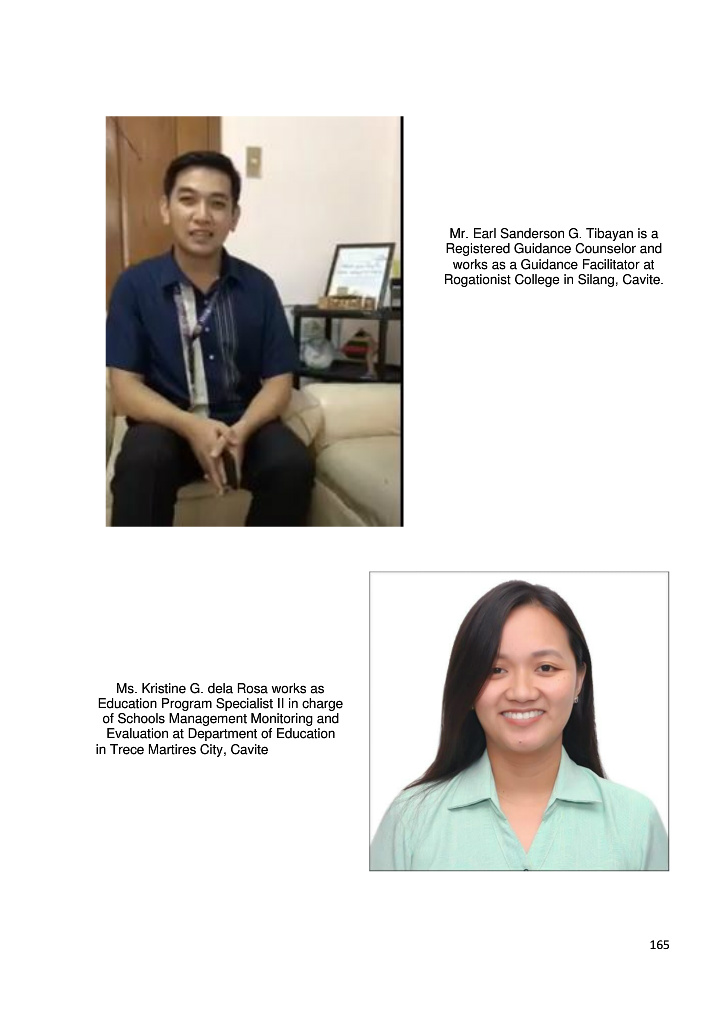 Mr. Earl Sanderson G. Tibayan is a
Registered Guidance Counselor and
works as a Guidance Facilitator at
Rogationist College in Silang, Cavite.
Ms. Kristine G. dela Rosa works as
Education Program Specialist II in charge
of Schools Management Monitoring and
Evaluation at Department of Education
in Trece Martires City, Cavite
165